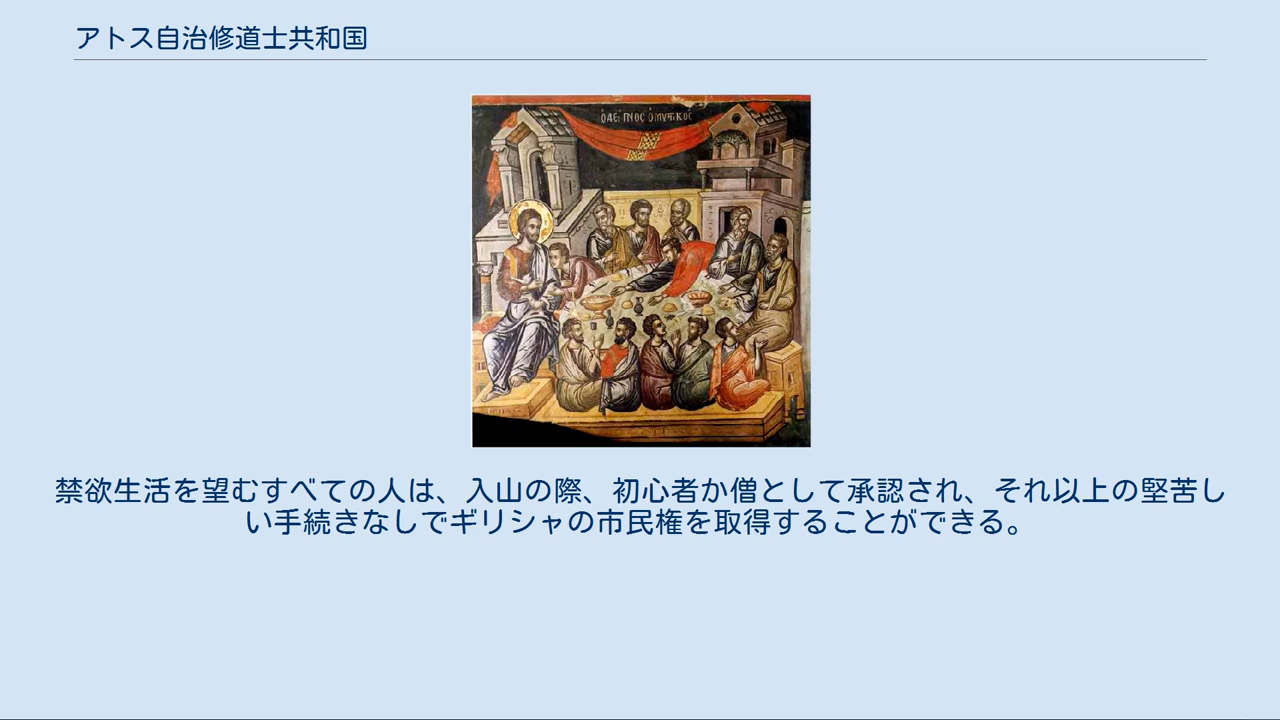 アトス自治修道士共和国
禁欲生活を望むすべての人は、入山の際、初心者か僧として承認され、それ以上の堅苦し
い手続きなしでギリシャの市民権を取得することができる。